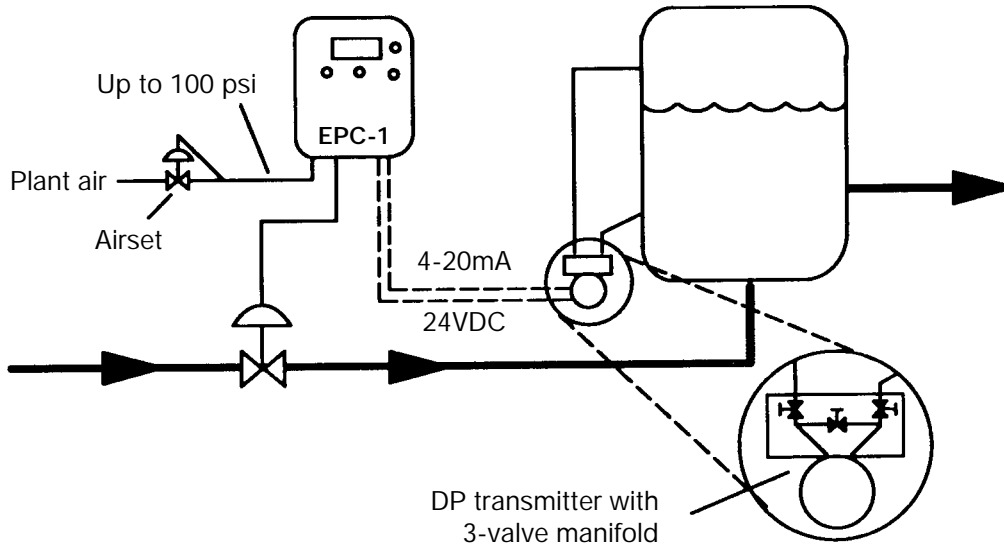 Up to 100 psi
EPC-1
Plant air
Airset
4-20mA
24VDC
DP transmitter with
3-valve manifold